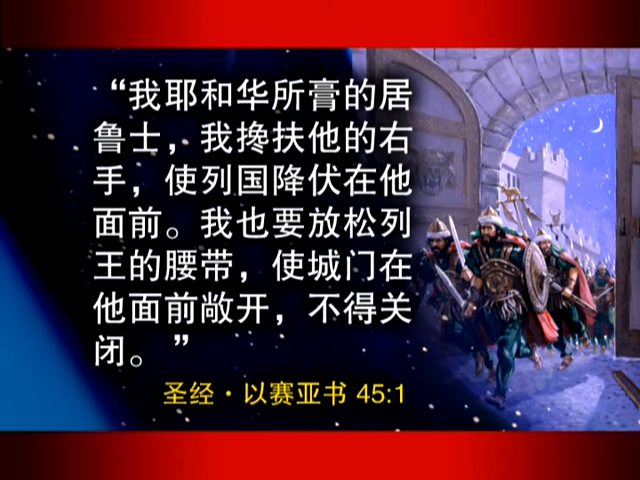 “我耶和华所膏的居
鲁士，我搀扶他的右
手，使列国降伏在他
面前。我也要放松列
王的腰带，使城门在
他面前敞开，不得关
闭。”
圣经·以赛亚书 45:1